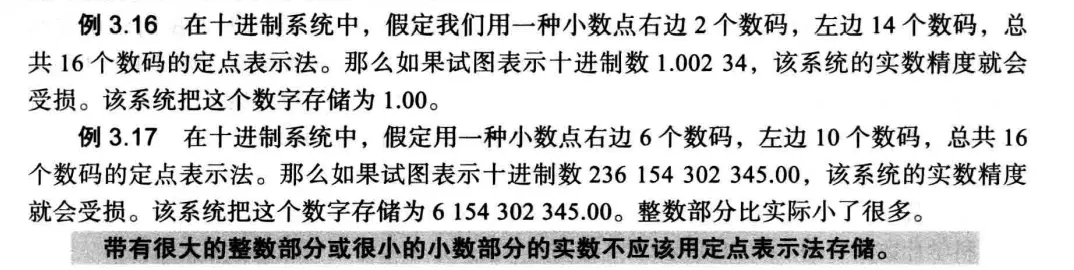 例 3.16 在十进制系统中，假定我们用一种小数点右边 2 个数码，左边 14 个数码，总
共 16 个数码的定点表示法。那么如果试图表示十进制数 1.002 34，该系统的实数精度就会
受损。该系统把这个数字存储为 1.00。
例 3.17 在十进制系统中，假定用一种小数点右边 6 个数码，左边 10 个数码，总共 16
个数码的定点表示法。那么如果试图表示十进制数 236 154 302 345.00，该系统的实数精度
就会受损。该系统把这个数字存储为 6 154 302 345.00。整数部分比实际小了很多。
带有很大的整数部分或很小的小数部分的实数不应该用定点表示法存储。